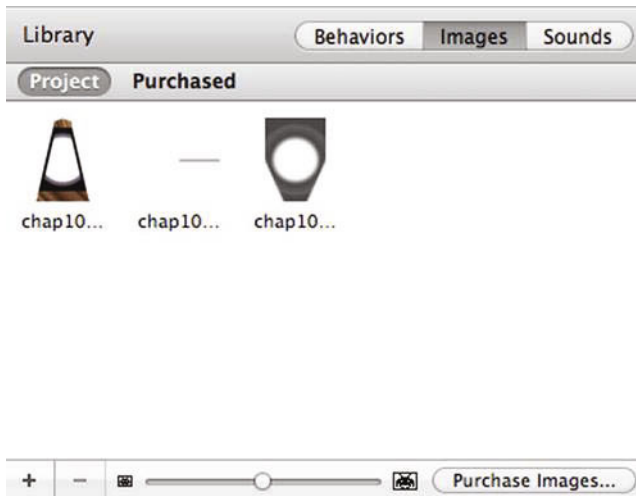 Library Behaviors Images Sounds
Project Purchased
chap10... chap10... chap10...
+ - Purchase Images...